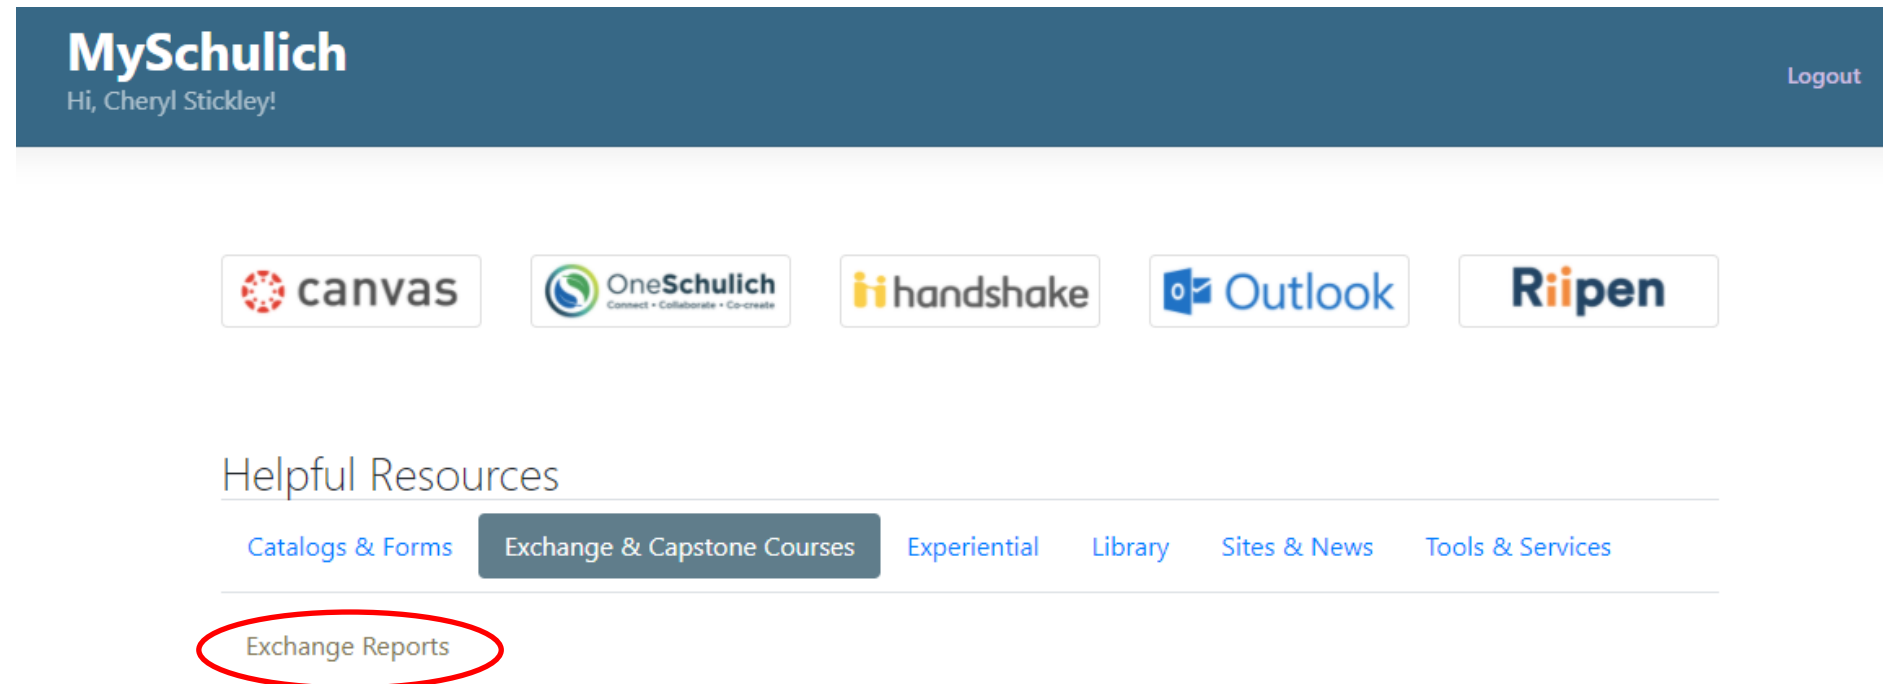 MySchulich
Hi, Cheryl Stickley!
Logout
canvas
OneSchulich
Connect • Collaborate • Co-create
handshake
Outlook
Riipen
Helpful Resources
Catalogs & Forms Exchange & Capstone Courses Experiential Library Sites & News Tools & Services
Exchange Reports